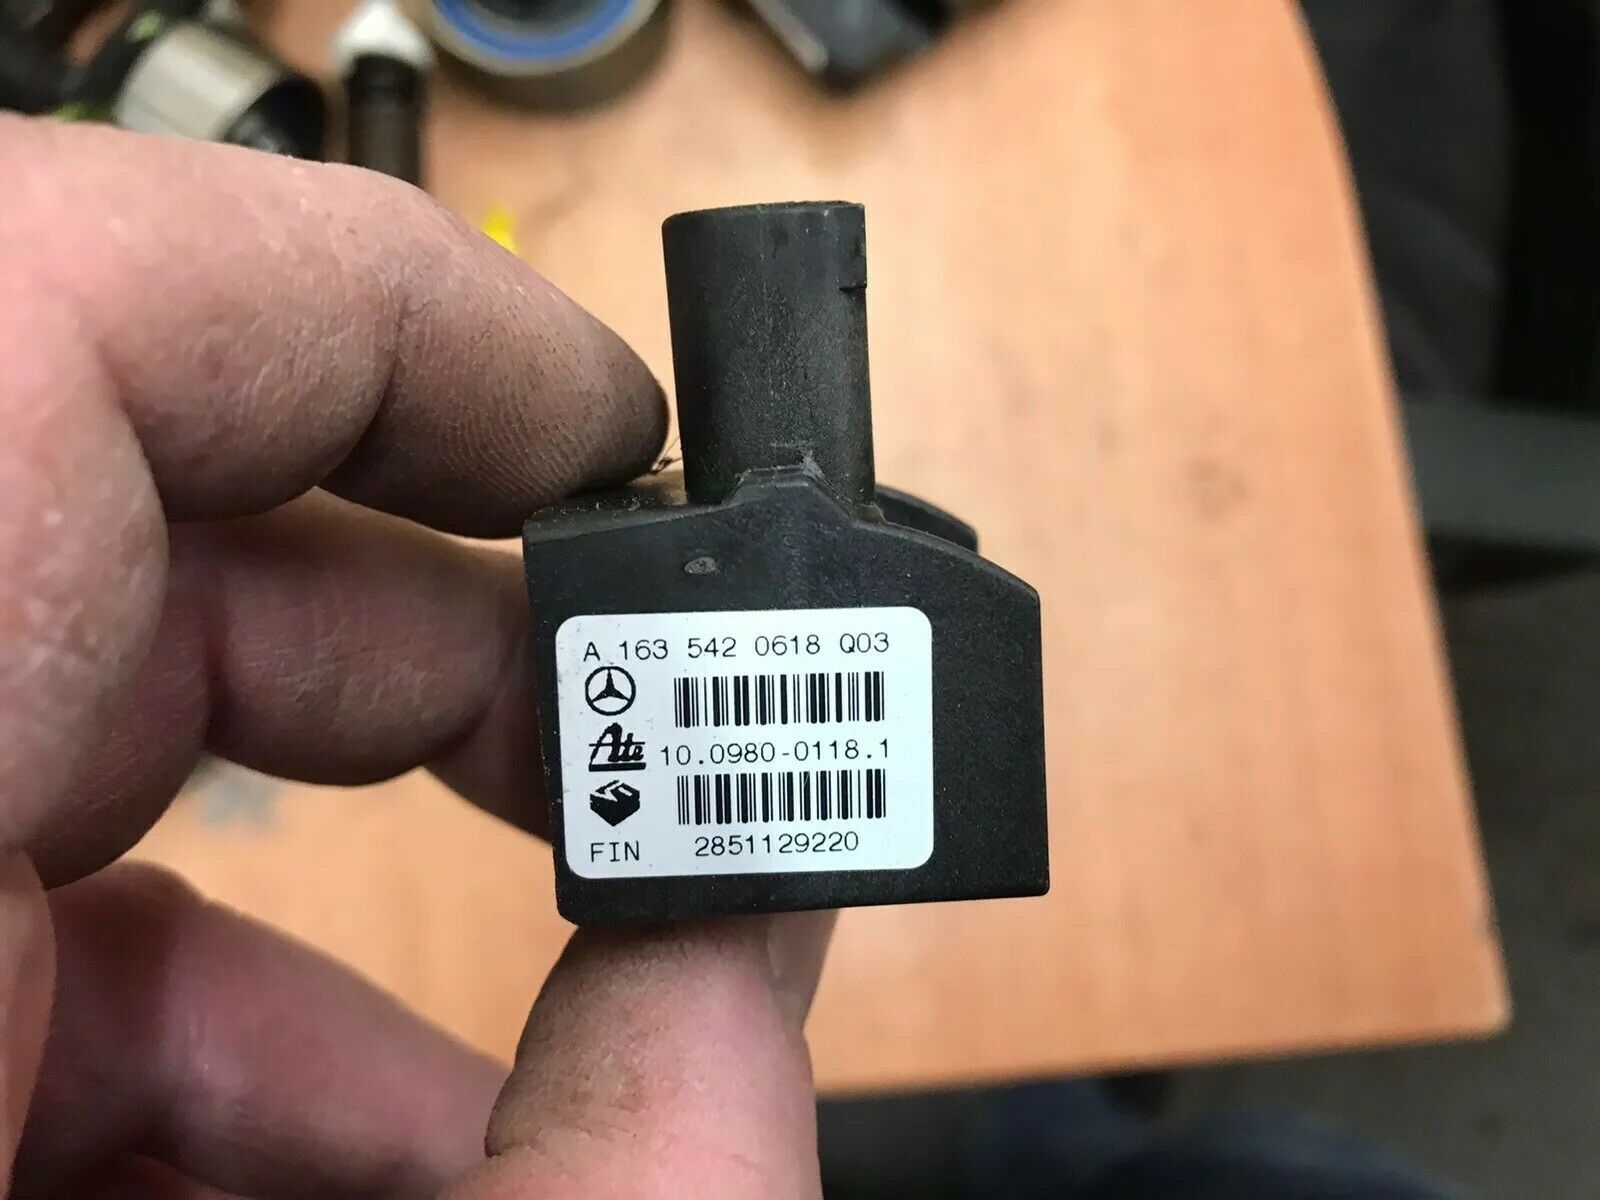 A 163 542 0618 Q03
Ate 10.0980-0118.1
FIN 2851129220